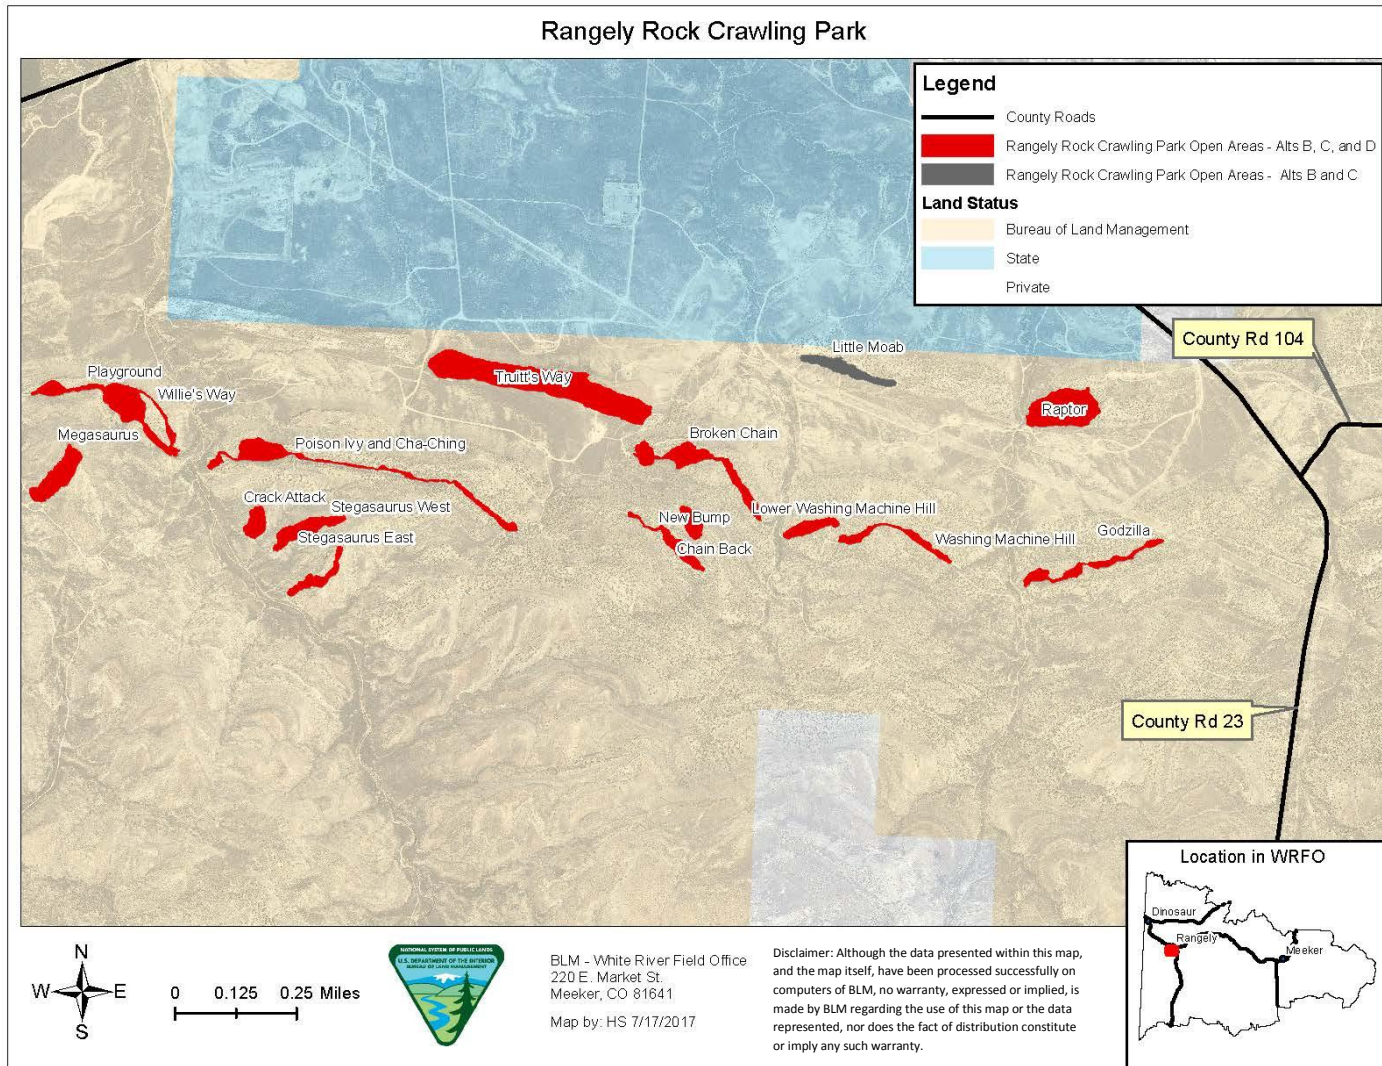 Rangely Rock Crawling Park
Legend
County Roads
Rangely Rock Crawling Park Open Areas - Alts B, C, and D
Rangely Rock Crawling Park Open Areas -  Alts B and C
Land Status
Bureau of Land Management
State
Private
County Rd 104
Little Moab
Playground
Truitt's Way
Willie's Way
Raptor
Megasaurus
Poison Ivy and Cha-Ching
Broken Chain
Crack Attack
Stegasaurus West
Lower Washing Machine Hill
New Bump
Stegasaurus East
Washing Machine Hill
Godzilla
Chain Back
County Rd 23
Location in WRFO
Dinosaur
Rangely
Meeker
N
W
E
S
0 0.125 0.25 Miles
NATIONAL SYSTEM OF PUBLIC LANDS
U.S. DEPARTMENT OF THE INTERIOR
BUREAU OF LAND MANAGEMENT
BLM - White River Field Office
220 E. Market St.
Meeker, CO 81641
Map by: HS 7/17/2017
Disclaimer: Although the data presented within this map,
and the map itself, have been processed successfully on
computers of BLM, no warranty, expressed or implied, is
made by BLM regarding the use of this map or the data
represented, nor does the fact of distribution constitute
or imply any such warranty.